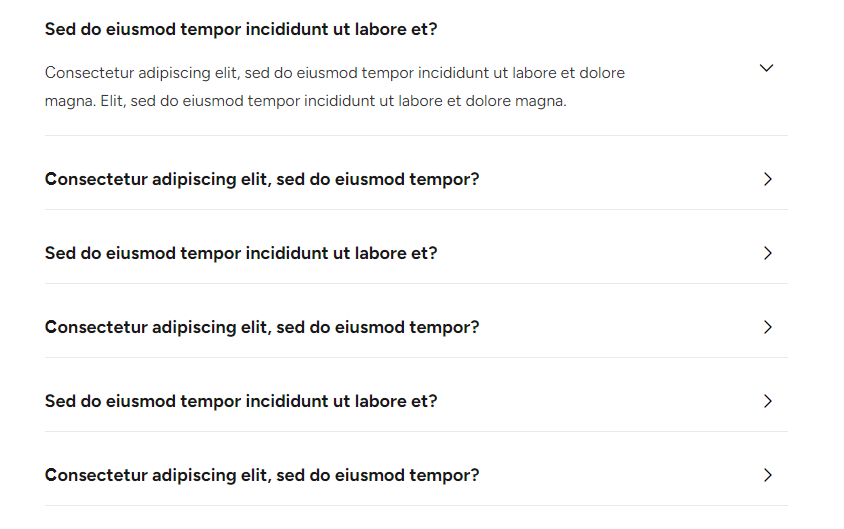 Sed do eiusmod tempor incididunt ut labore et?
Consectetur adipiscing elit, sed do eiusmod tempor incididunt ut labore et dolore
magna. Elit, sed do eiusmod tempor incididunt ut labore et dolore magna.
Consectetur adipiscing elit, sed do eiusmod tempor?
Sed do eiusmod tempor incididunt ut labore et?
Consectetur adipiscing elit, sed do eiusmod tempor?
Sed do eiusmod tempor incididunt ut labore et?
Consectetur adipiscing elit, sed do eiusmod tempor?